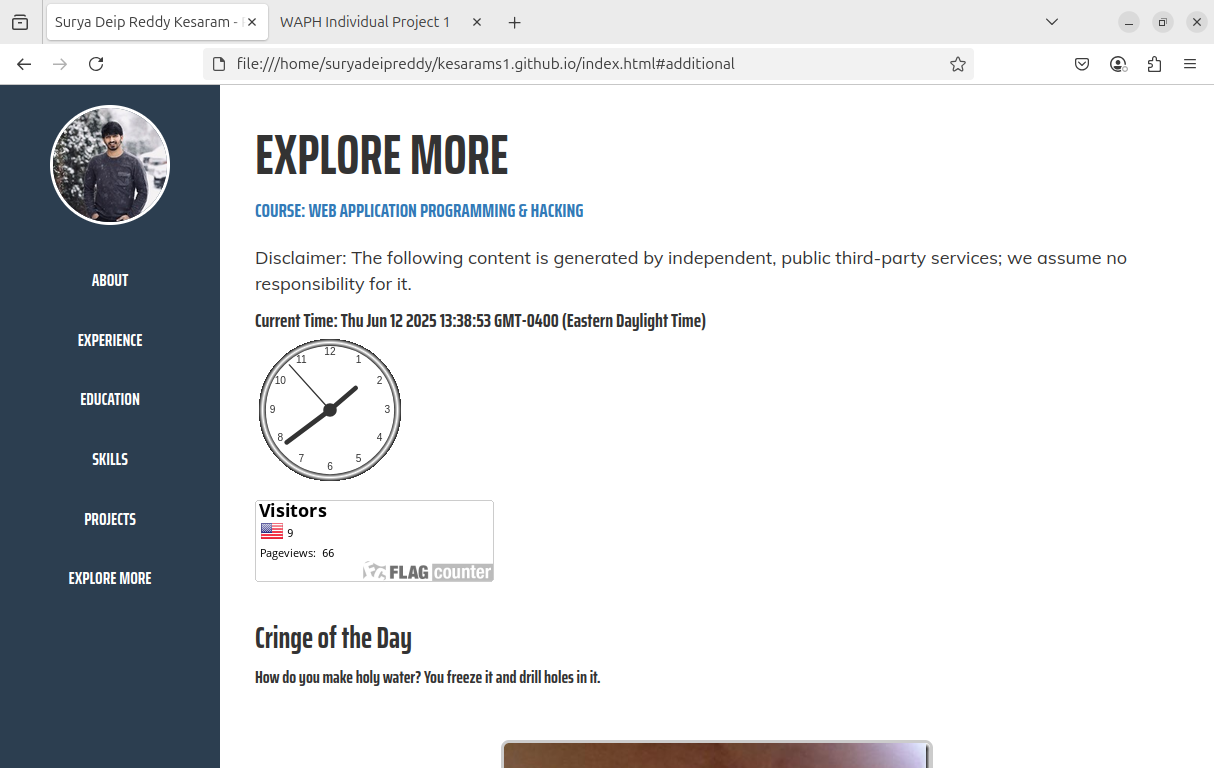 Surya Deip Reddy Kesaram -
WAPH Individual Project 1
file:///home/suryadeipreddy/kesarams1.github.io/index.html#additional
ABOUT
EXPERIENCE
EDUCATION
SKILLS
PROJECTS
EXPLORE MORE
EXPLORE MORE
COURSE: WEB APPLICATION PROGRAMMING & HACKING
Disclaimer: The following content is generated by independent, public third-party services; we assume no
responsibility for it.
Current Time: Thu Jun 12 2025 13:38:53 GMT-0400 (Eastern Daylight Time)
12
11 1
10 2
9 3
8 4
7 5
6
Visitors
9
Pageviews: 66
FLAG counter
Cringe of the Day
How do you make holy water? You freeze it and drill holes in it.